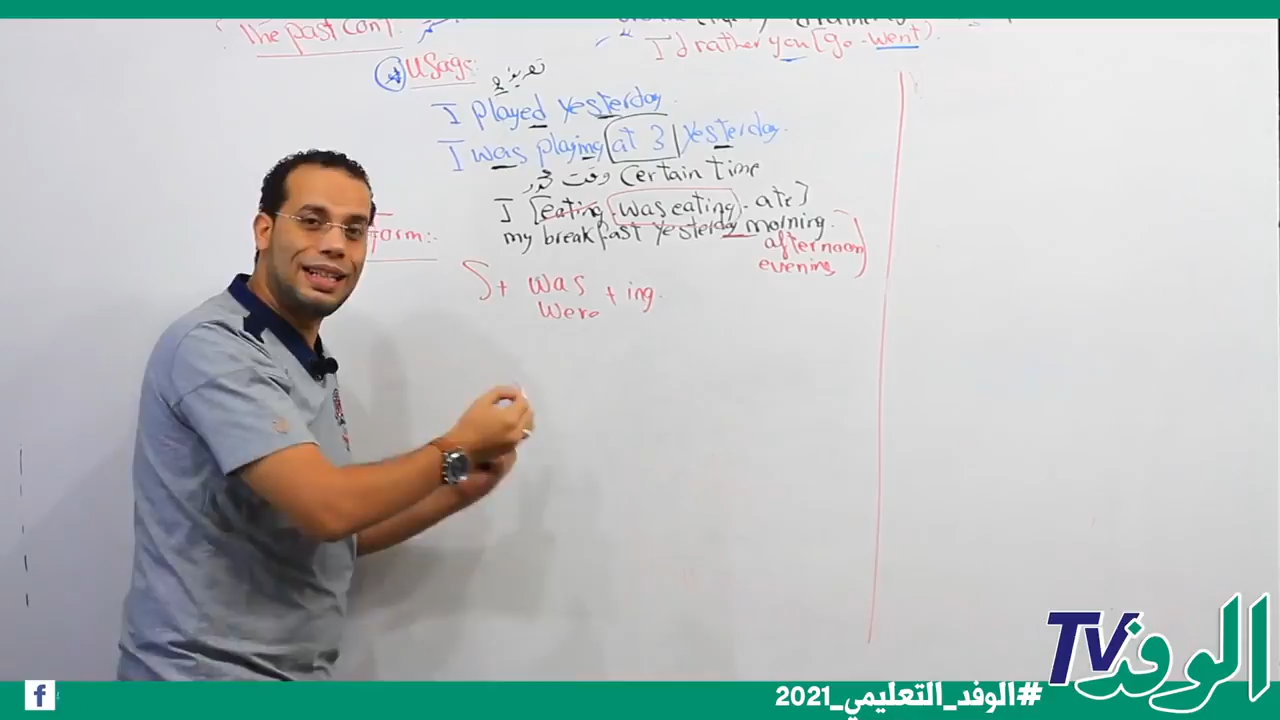 The past Cont.
I'd rather you [go - went).
Usage:
I played yesterday.
I was playing at 3 yesterday.
وقت محدد Certain time
I [eating. was eating. ate]
my breakfast yesterday morning.
afternoon
evening
form:-
S+ was + ing.
were
TV الوفد
#الوفد_التعليمي_2021
f